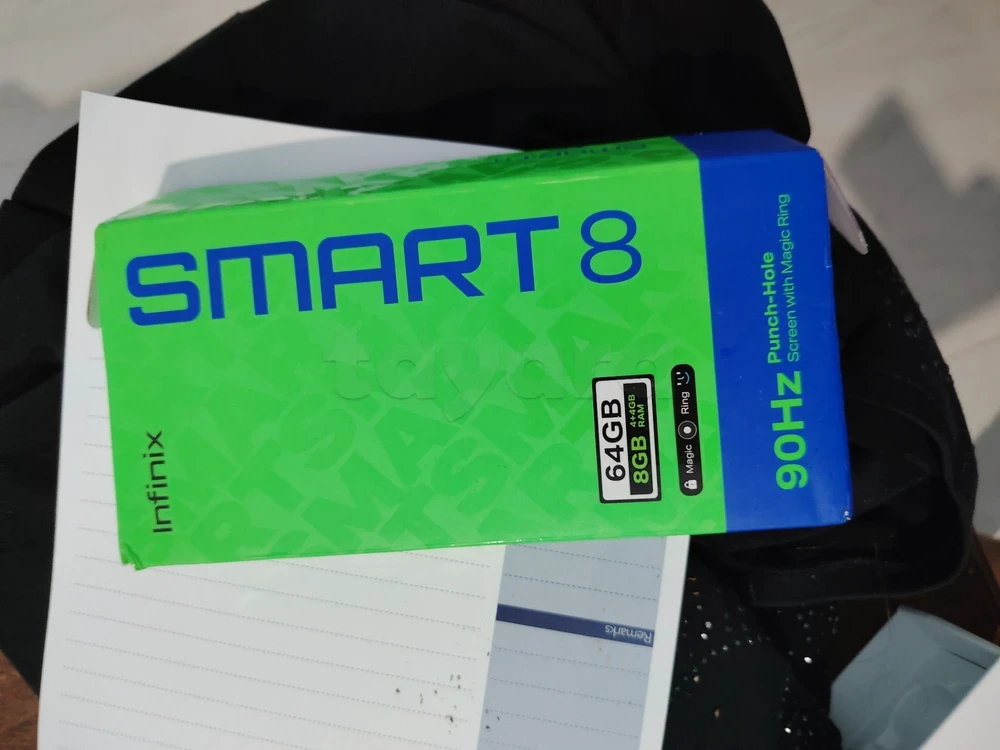 SMART 8
Infinix
64GB
8GB 4+4GB RAM
Magic Ring
90Hz Punch-Hole
Screen with Magic Ring
Remarks